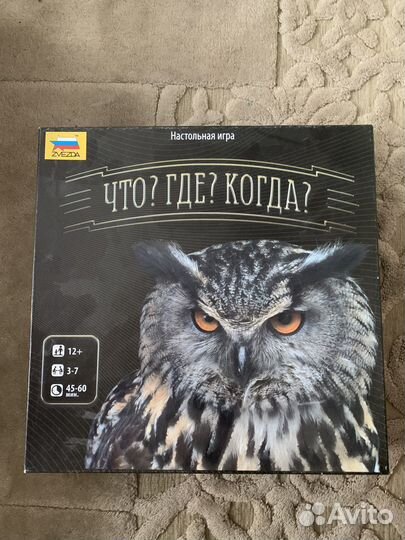 Настольная игра
ZVEZDA
ЧТО? ГДЕ? КОГДА?
12+
3-7
45-60
мин.
Avito